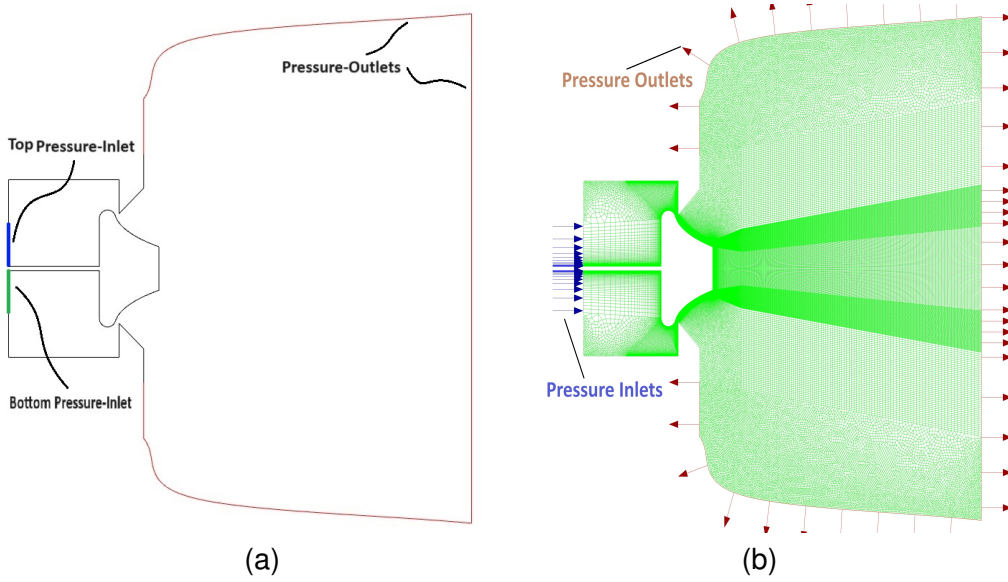 Pressure-Outlets
Top Pressure-Inlet
Bottom Pressure-Inlet
(a)
Pressure Outlets
Pressure Inlets
(b)